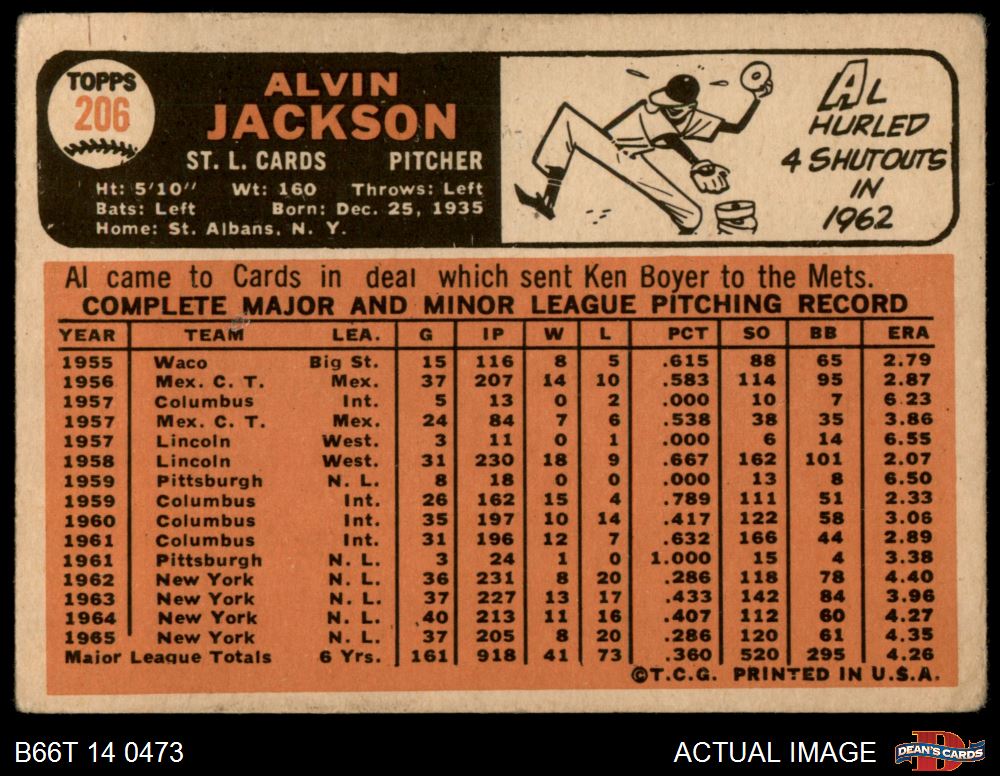 TOPPS
206
ALVIN
JACKSON
ST. L. CARDS PITCHER
Ht: 5'10" Wt: 160 Throws: Left
Bats: Left Born: Dec. 25, 1935
Home: St. Albans, N. Y.
AL
HURLED
4 SHUTOUTS
IN
1962
Al came to Cards in deal which sent Ken Boyer to the Mets.
COMPLETE MAJOR AND MINOR LEAGUE PITCHING RECORD
YEAR TEAM LEA. G IP W L PCT SO BB ERA
1955 Waco Big St. 15 116 8 5 .615 88 65 2.79
1956 Mex. C. T. Mex. 37 207 14 10 .583 114 95 2.87
1957 Columbus Int. 5 13 0 2 .000 10 7 6.23
1957 Mex. C. T. Mex. 24 84 7 6 .538 38 35 3.86
1957 Lincoln West. 3 11 0 1 .000 6 14 6.55
1958 Lincoln West. 31 230 18 9 .667 162 101 2.07
1959 Pittsburgh N. L. 8 18 0 0 .000 13 8 6.50
1959 Columbus Int. 26 162 15 4 .789 111 51 2.33
1960 Columbus Int. 35 197 10 14 .417 122 58 3.06
1961 Columbus Int. 31 196 12 7 .632 166 44 2.89
1961 Pittsburgh N. L. 3 24 1 0 1.000 15 4 3.38
1962 New York N. L. 36 231 8 20 .286 118 78 4.40
1963 New York N. L. 37 227 13 17 .433 142 84 3.96
1964 New York N. L. 40 213 11 16 .407 112 60 4.27
1965 New York N. L. 37 205 8 20 .286 120 61 4.35
Major League Totals 6 Yrs. 161 918 41 73 .360 520 295 4.26
©T.C.G. PRINTED IN U.S.A.
B66T 14 0473 ACTUAL IMAGE DEAN'S CARDS